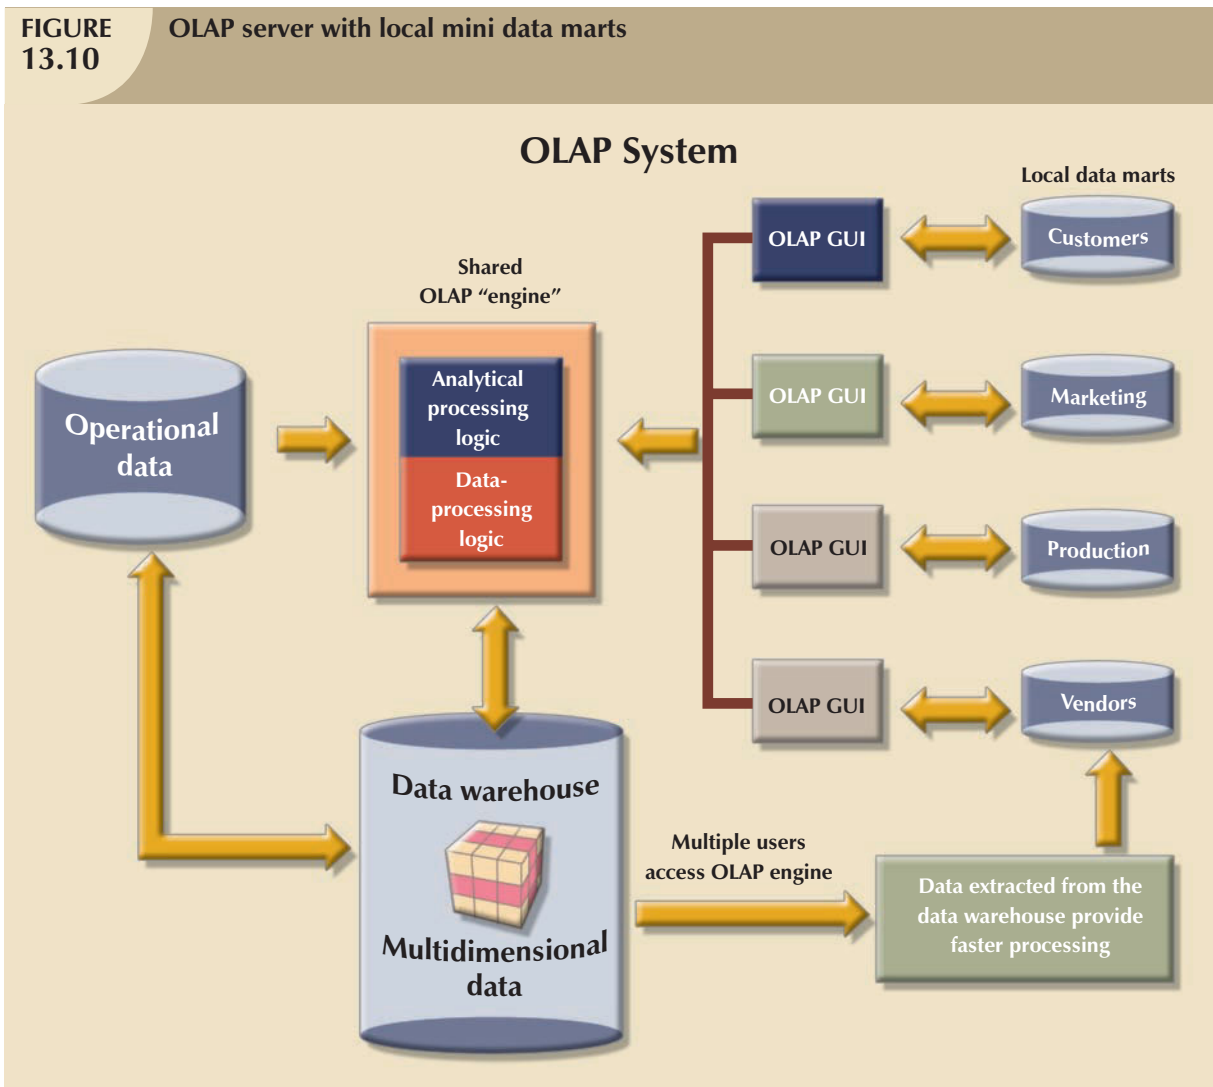 FIGURE
13.10
OLAP server with local mini data marts
OLAP System
Local data marts
OLAP GUI
Customers
Shared
OLAP “engine”
Analytical
processing
logic
Data-
processing
logic
Operational
data
OLAP GUI
Marketing
OLAP GUI
Production
OLAP GUI
Vendors
Data warehouse
Multidimensional
data
Multiple users
access OLAP engine
Data extracted from the
data warehouse provide
faster processing